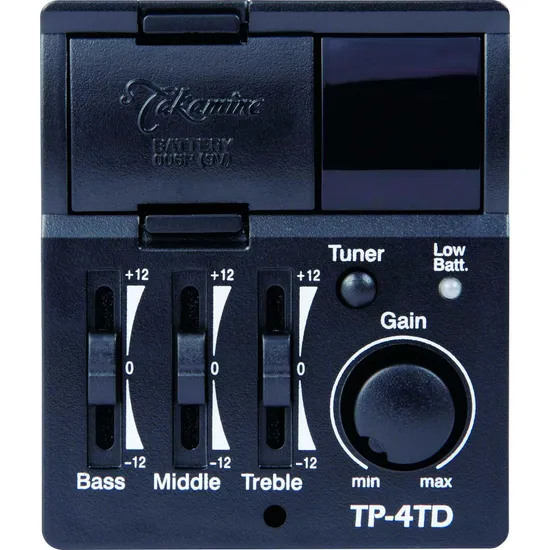 Takamine
BATTERY
006P(9V)
Tuner
Low
Batt.
+12 +12 +12
Gain
0 0 0
-12 -12 -12
Bass Middle Treble
min max
TP-4TD